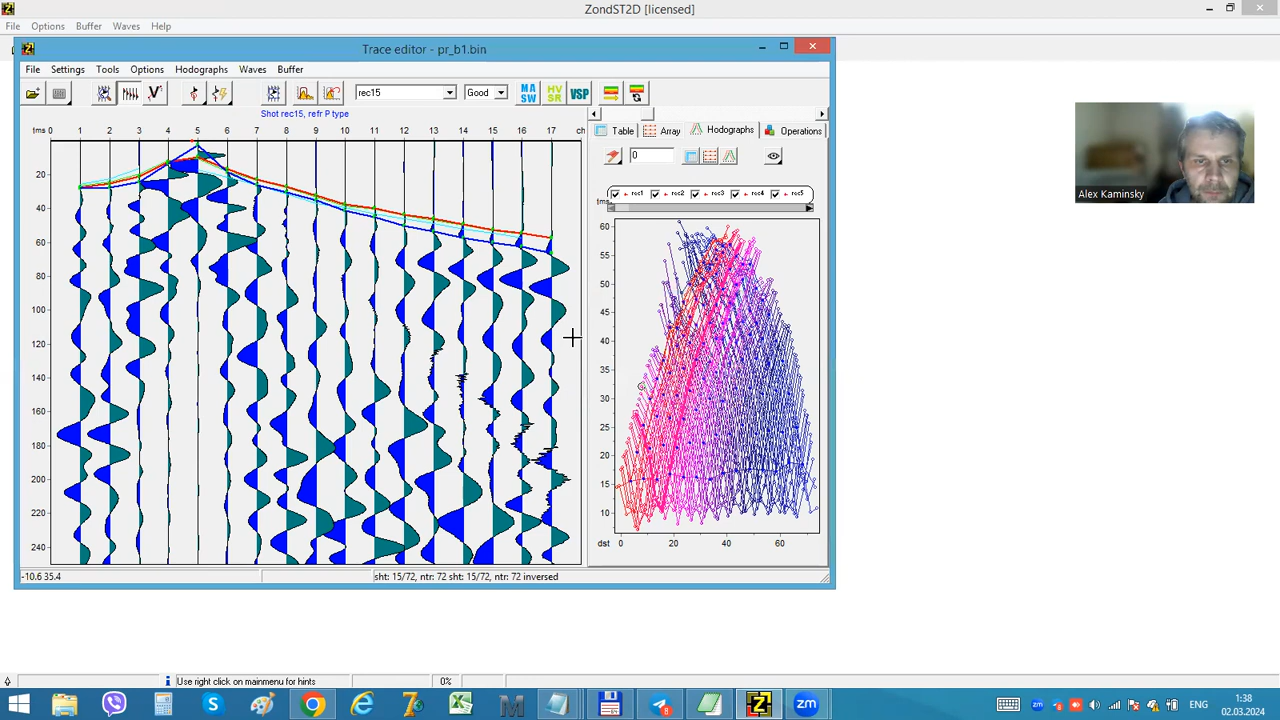 ZondST2D [licensed]
File Options Buffer Waves Help
Trace editor - pr_b1.bin
File Settings Tools Options Hodographs Waves Buffer
rec15 Good MA SW HV SR VSP
Shot rec15, refr P type
Table Array Hodographs Operations
tms 0 1 2 3 4 5 6 7 8 9 10 11 12 13 14 15 16 17 ch
0
rec1 rec2 rec3 rec4 rec5
tms
20
40
60
80
100
120
140
160
180
200
220
240
60
55
50
45
40
35
30
25
20
15
10
dst 0 20 40 60
-10.6 35.4 sht: 15/72, ntr: 72 sht: 15/72, ntr: 72 inversed
Alex Kaminsky
Use right click on mainmenu for hints 0%
ENG
1:38
02.03.2024